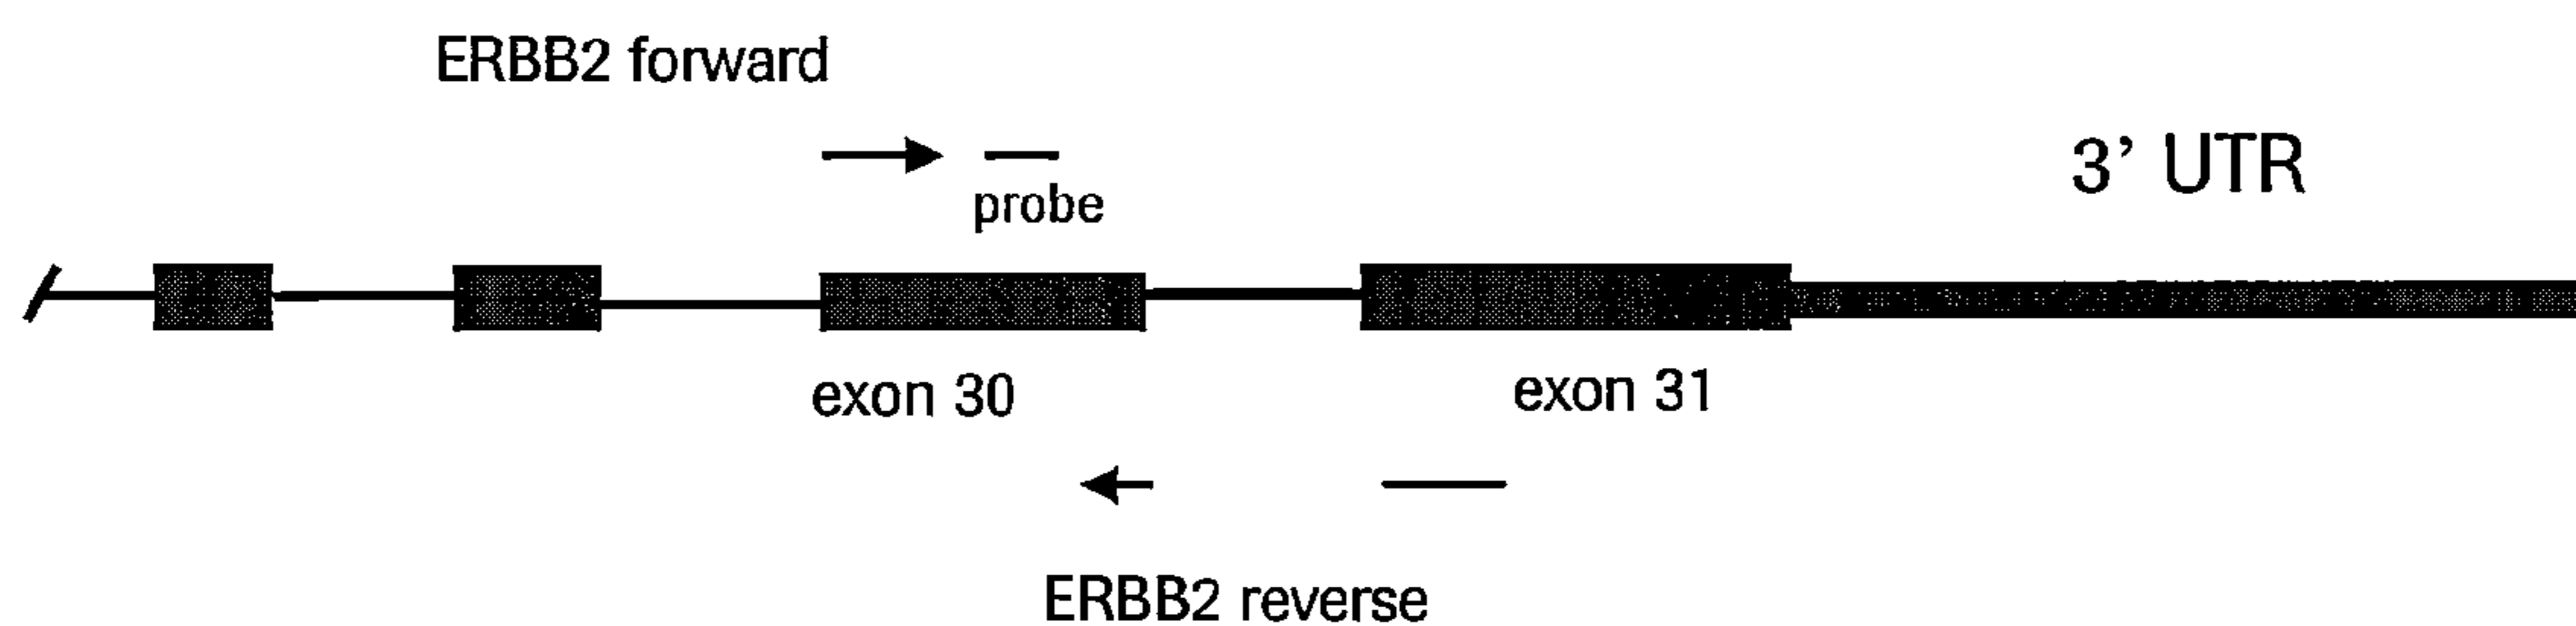 ERBB2 forward
3’ UTR
probe
exon 30
exon 31
ERBB2 reverse